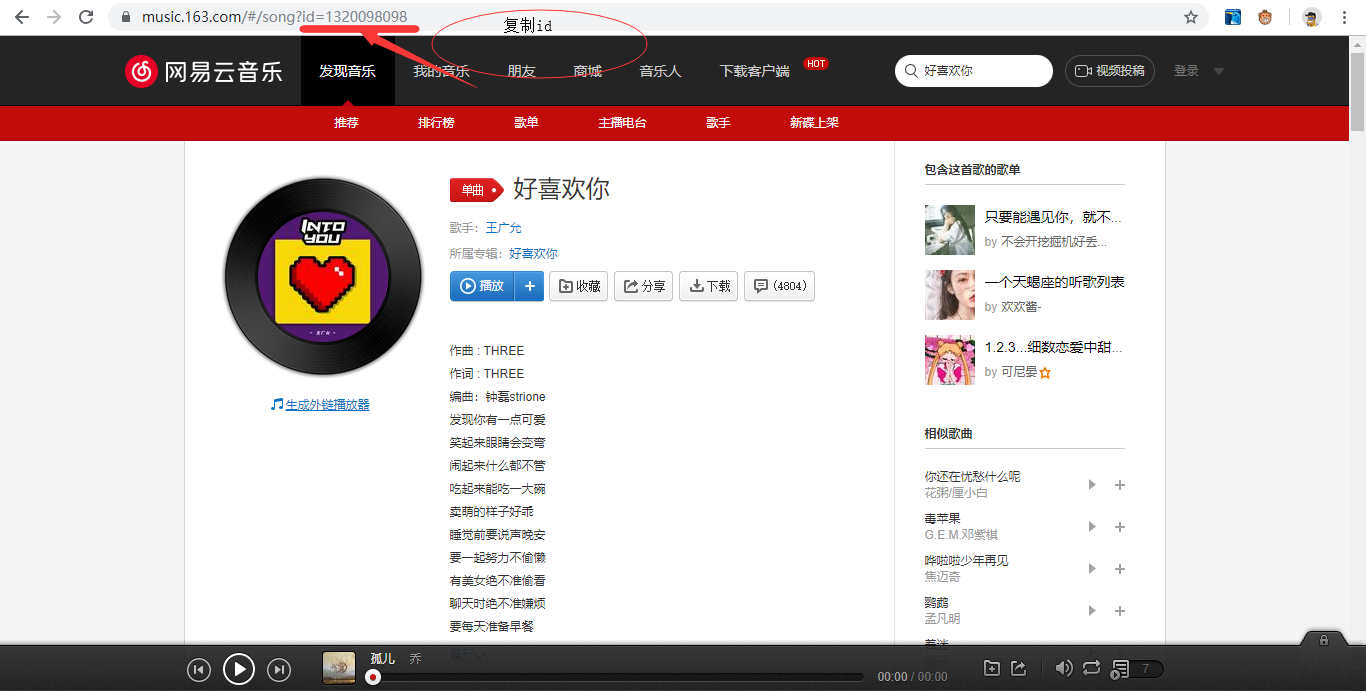 music.163.com/#/song?id=1320098098
复制id
网易云音乐
发现音乐 我的音乐 朋友 商城 音乐人 下载客户端 HOT
好喜欢你
视频投稿
登录
推荐 排行榜 歌单 主播电台 歌手 新碟上架
INTO
YOU
生成外链播放器
单曲 好喜欢你
歌手：王广允
所属专辑：好喜欢你
播放 + 收藏 分享 下载 (4804)
作曲 : THREE
作词 : THREE
编曲：钟磊strione
发现你有一点可爱
笑起来眼睛会变弯
闹起来什么都不管
吃起来能吃一大碗
卖萌的样子好乖
睡觉前要说声晚安
要一起努力不偷懒
有美女绝不准偷看
聊天时绝不准嫌烦
要每天准备早餐
展开
包含这首歌的歌单
只要能遇见你，就不...
by 不会开挖掘机好丢...
一个天蝎座的听歌列表
by 欢欢酱-
1.2.3...细数恋爱中甜...
by 可尼晏
相似歌曲
你还在忧愁什么呢
花粥/厘小白
毒苹果
G.E.M.邓紫棋
哗啦啦少年再见
焦迈奇
鹦鹉
孟凡明
孤儿 乔
00:00 / 00:00
7